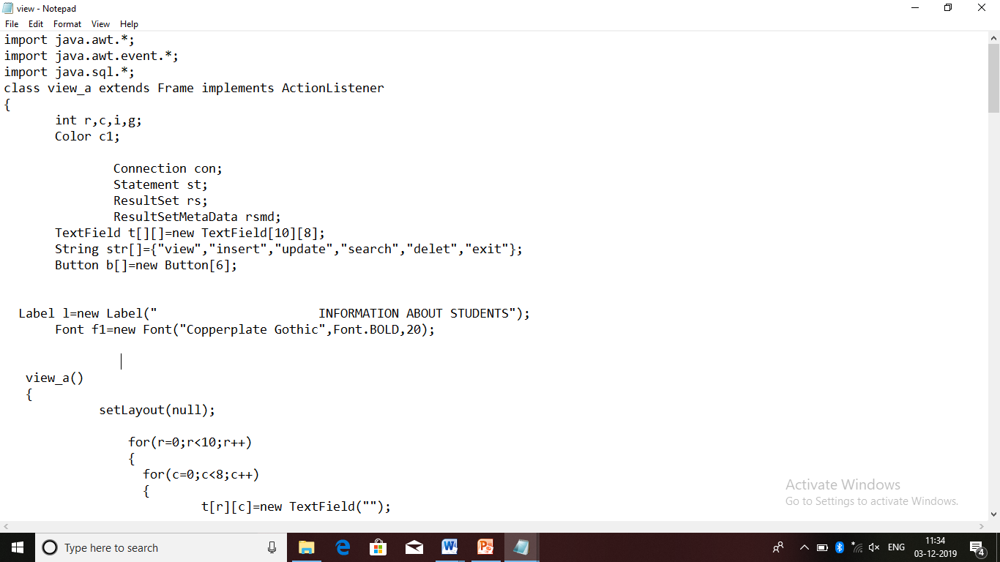 view - Notepad
File Edit Format View Help
import java.awt.*;
import java.awt.event.*;
import java.sql.*;
class view_a extends Frame implements ActionListener
{
       int r,c,i,g;
       Color c1;

               Connection con;
               Statement st;
               ResultSet rs;
               ResultSetMetaData rsmd;
       TextField t[][]=new TextField[10][8];
       String str[]={"view","insert","update","search","delet","exit"};
       Button b[]=new Button[6];

  Label l=new Label("                      INFORMATION ABOUT STUDENTS");
       Font f1=new Font("Copperplate Gothic",Font.BOLD,20);

   view_a()
   {
             setLayout(null);

                 for(r=0;r<10;r++)
                 {
                   for(c=0;c<8;c++)
                   {
                           t[r][c]=new TextField("");
Activate Windows
Go to Settings to activate Windows.
Type here to search
ENG
11:34
03-12-2019
4